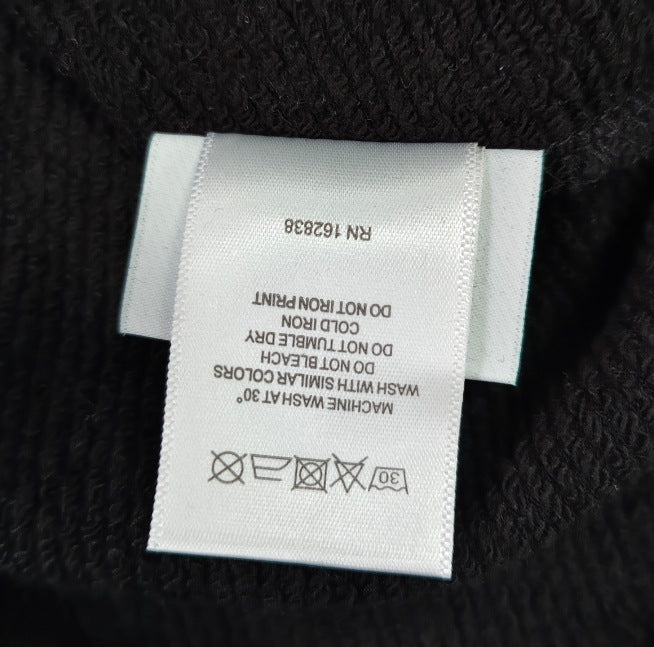 30
MACHINE WASH AT 30°
WASH WITH SIMILAR COLORS
DO NOT BLEACH
DO NOT TUMBLE DRY
COLD IRON
DO NOT IRON PRINT
RN 162838